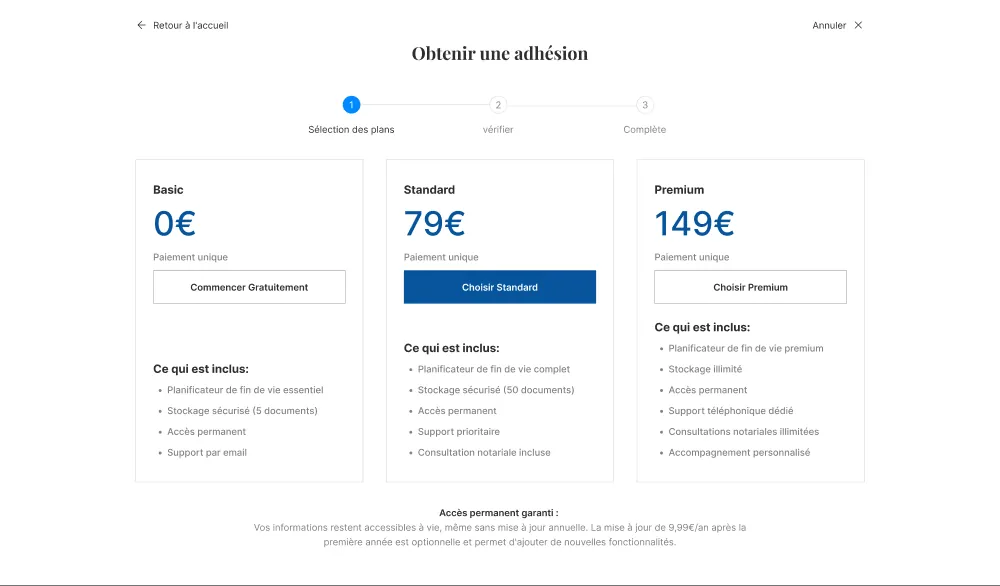 Retour à l'accueil
Annuler
Obtenir une adhésion
1
2
3
Sélection des plans
vérifier
Complète
Basic
0€
Paiement unique
Commencer Gratuitement
Ce qui est inclus:
• Planificateur de fin de vie essentiel
• Stockage sécurisé (5 documents)
• Accès permanent
• Support par email
Standard
79€
Paiement unique
Choisir Standard
Ce qui est inclus:
• Planificateur de fin de vie complet
• Stockage sécurisé (50 documents)
• Accès permanent
• Support prioritaire
• Consultation notariale incluse
Premium
149€
Paiement unique
Choisir Premium
Ce qui est inclus:
• Planificateur de fin de vie premium
• Stockage illimité
• Accès permanent
• Support téléphonique dédié
• Consultations notariales illimitées
• Accompagnement personnalisé
Accès permanent garanti :
Vos informations restent accessibles à vie, même sans mise à jour annuelle. La mise à jour de 9,99€/an après la
première année est optionnelle et permet d'ajouter de nouvelles fonctionnalités.